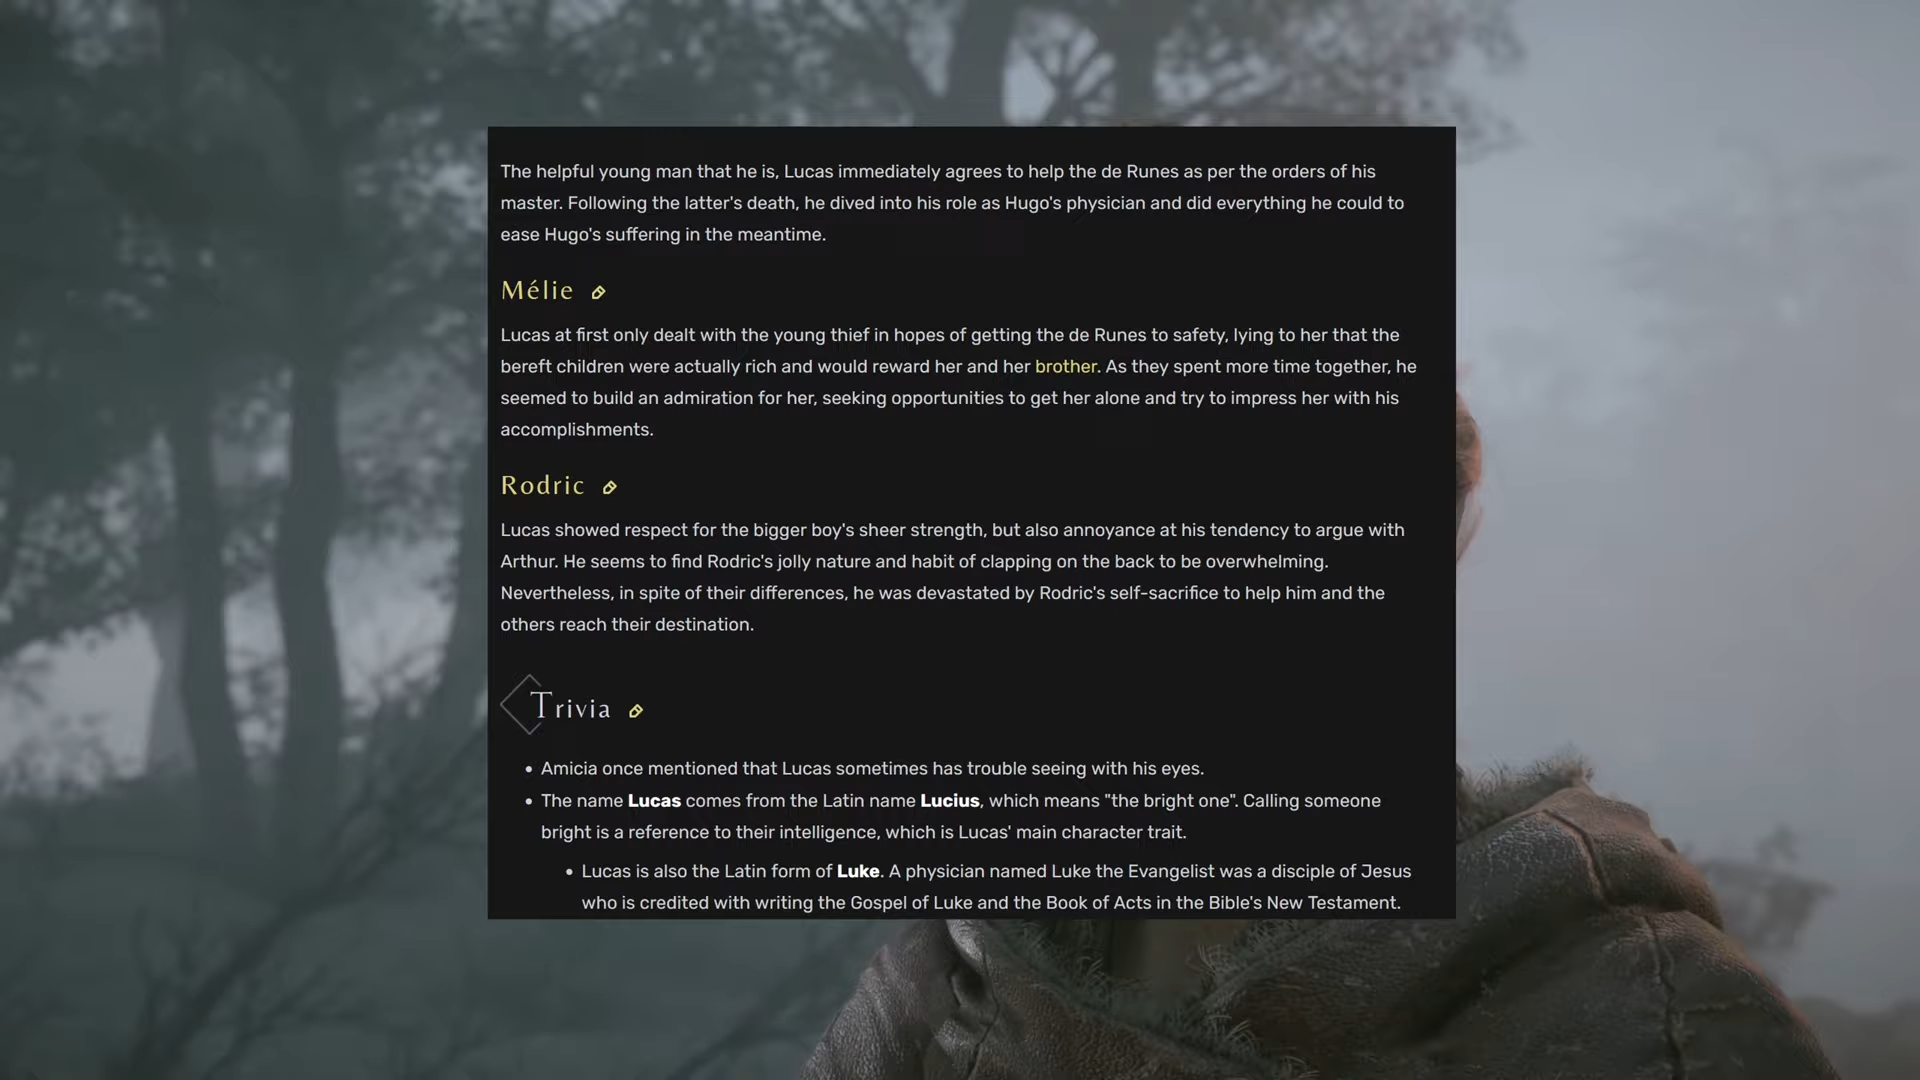 The helpful young man that he is, Lucas immediately agrees to help the de Runes as per the orders of his
master. Following the latter's death, he dived into his role as Hugo's physician and did everything he could to
ease Hugo's suffering in the meantime.
Mélie
Lucas at first only dealt with the young thief in hopes of getting the de Runes to safety, lying to her that the
bereft children were actually rich and would reward her and her brother. As they spent more time together, he
seemed to build an admiration for her, seeking opportunities to get her alone and try to impress her with his
accomplishments.
Rodric
Lucas showed respect for the bigger boy's sheer strength, but also annoyance at his tendency to argue with
Arthur. He seems to find Rodric's jolly nature and habit of clapping on the back to be overwhelming.
Nevertheless, in spite of their differences, he was devastated by Rodric's self-sacrifice to help him and the
others reach their destination.
Trivia
• Amicia once mentioned that Lucas sometimes has trouble seeing with his eyes.
• The name Lucas comes from the Latin name Lucius, which means "the bright one". Calling someone
bright is a reference to their intelligence, which is Lucas' main character trait.
• Lucas is also the Latin form of Luke. A physician named Luke the Evangelist was a disciple of Jesus
who is credited with writing the Gospel of Luke and the Book of Acts in the Bible's New Testament.